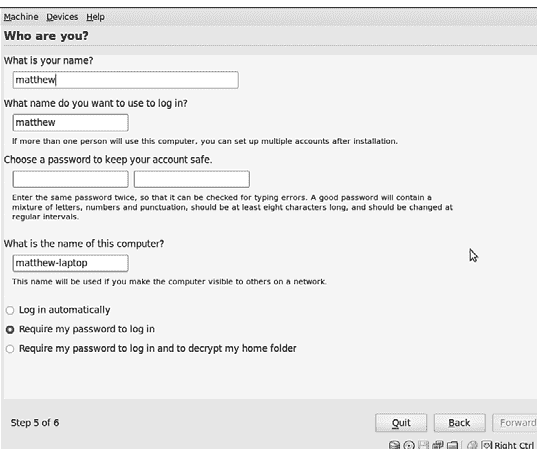 Machine Devices Help
Who are you?
What is your name?
matthew
What name do you want to use to log in?
matthew
If more than one person will use this computer, you can set up multiple accounts after installation.
Choose a password to keep your account safe.
Enter the same password twice, so that it can be checked for typing errors. A good password will contain a
mixture of letters, numbers and punctuation, should be at least eight characters long, and should be changed at
regular intervals.
What is the name of this computer?
matthew-laptop
This name will be used if you make the computer visible to others on a network.
Log in automatically
Require my password to log in
Require my password to log in and to decrypt my home folder
Step 5 of 6 Quit Back Forward
Right Ctrl